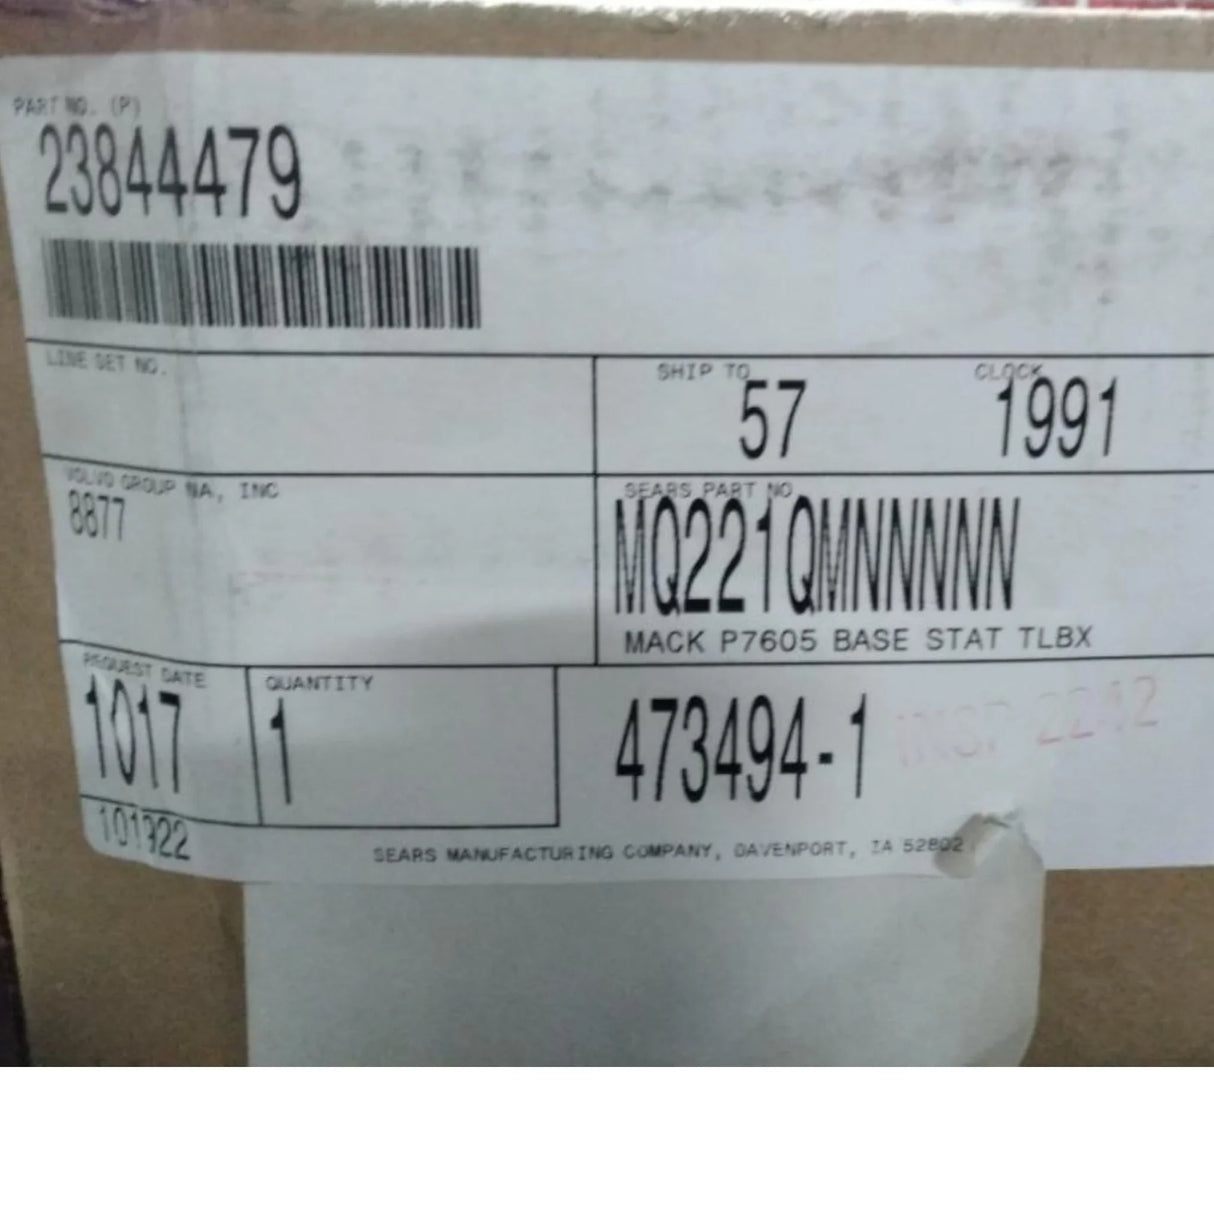 PART NO. (P)
23844479
LINE SET NO.
SHIP TO
57
CLOCK
1991
VOLVO GROUP NA, INC
8877
SEARS PART NO
MQ221QMNNNNN
MACK P7605 BASE STAT TLBX
REQUEST DATE
1017
QUANTITY
1
473494-1
INSP 2242
101922
SEARS MANUFACTURING COMPANY, DAVENPORT, IA 52802